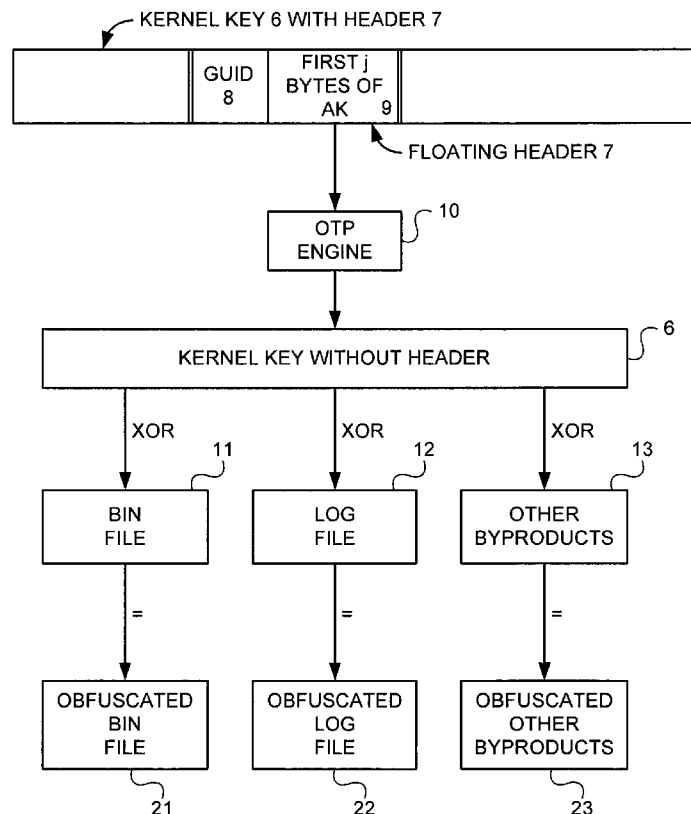 KERNEL KEY 6 WITH HEADER 7
GUID
8
FIRST j
BYTES OF
AK
9
FLOATING HEADER 7
10
OTP
ENGINE
6
KERNEL KEY WITHOUT HEADER
XOR
XOR
XOR
11
12
13
BIN
FILE
LOG
FILE
OTHER
BYPRODUCTS
=
=
=
OBFUSCATED
BIN
FILE
OBFUSCATED
LOG
FILE
OBFUSCATED
OTHER
BYPRODUCTS
21
22
23